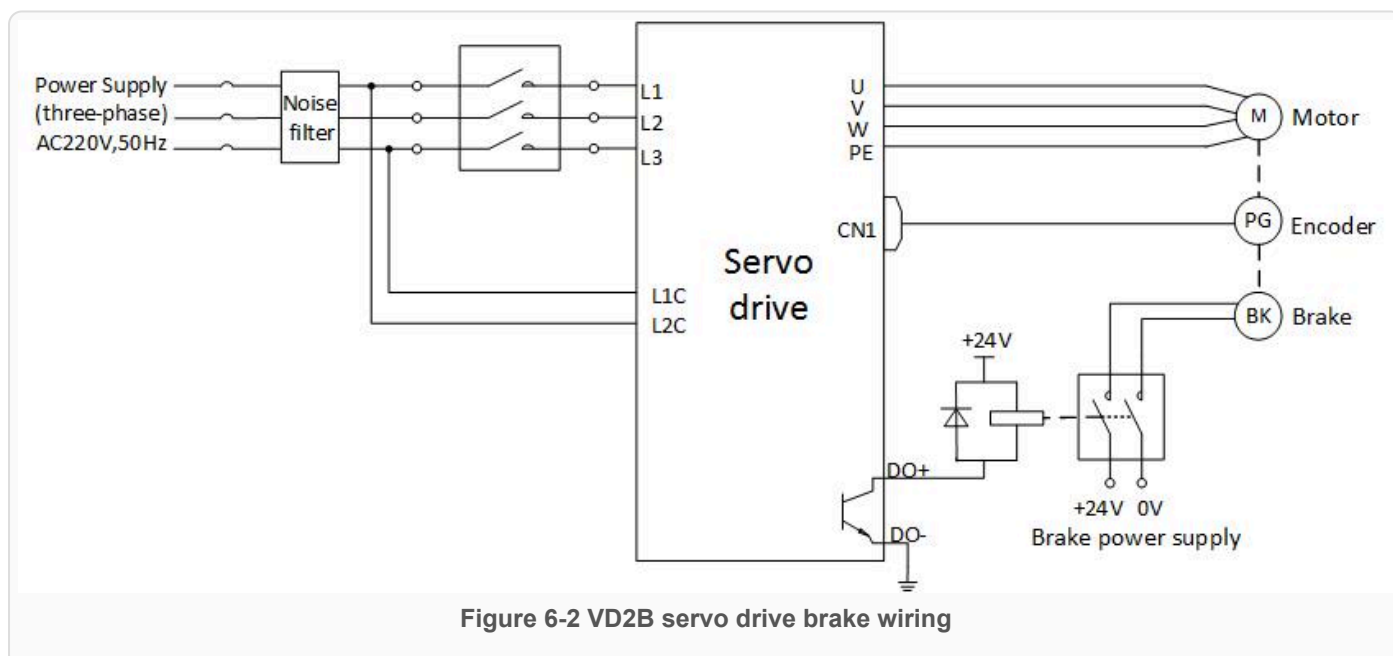 Power Supply
(three-phase)
AC220V,50Hz
Noise
filter
L1
L2
L3
L1C
L2C
Servo
drive
U
V
W
PE
CN1
DO+
DO-
M
Motor
PG
Encoder
BK
Brake
+24V
+24V 0V
Brake power supply
Figure 6-2 VD2B servo drive brake wiring